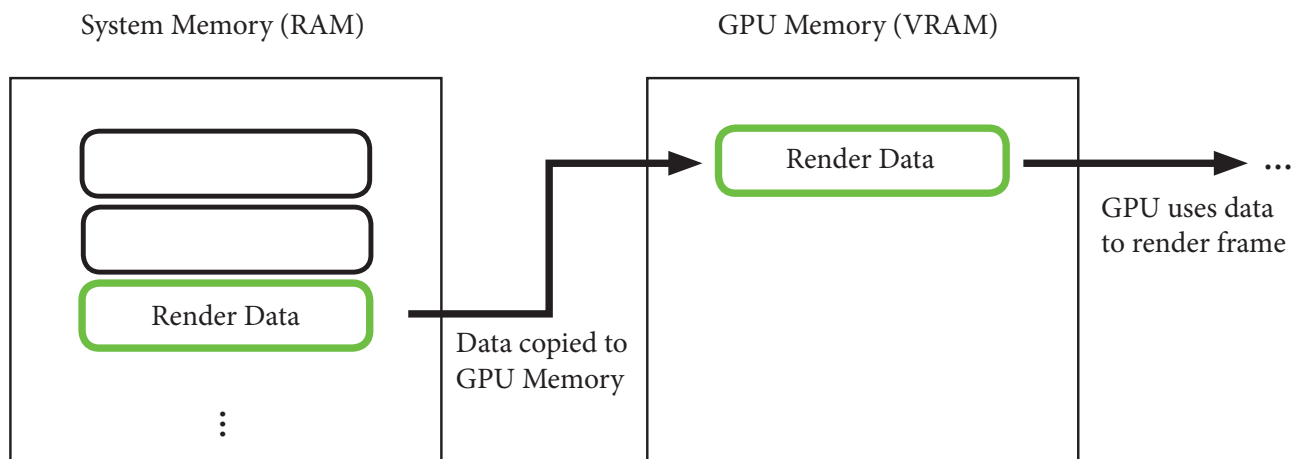 System Memory (RAM)
GPU Memory (VRAM)
Render Data
Render Data
⋮
Data copied to
GPU Memory
...
GPU uses data
to render frame